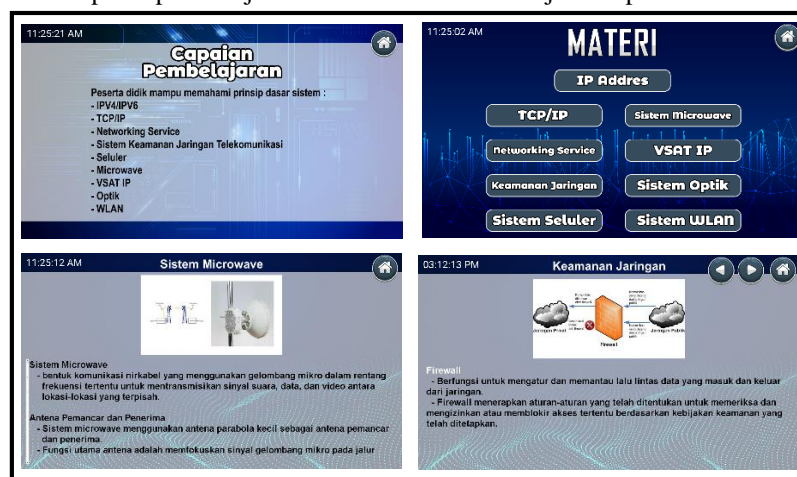 11:25:21 AM
Capaian
Pembelajaran
Peserta didik mampu memahami prinsip dasar sistem :
- IPV4/IPV6
- TCP/IP
- Networking Service
- Sistem Keamanan Jaringan Telekomunikasi
- Seluler
- Microwave
- VSAT IP
- Optik
- WLAN
11:25:02 AM
MATERI
IP Addres
TCP/IP
Sistem Microwave
Networking Service
VSAT IP
Keamanan Jaringan
Sistem Optik
Sistem Seluler
Sistem WLAN
11:25:12 AM
Sistem Microwave
Sistem Microwave
- bentuk komunikasi nirkabel yang menggunakan gelombang mikro dalam rentang
frekuensi tertentu untuk mentransmisikan sinyal suara, data, dan video antara
lokasi-lokasi yang terpisah.
Antena Pemancar dan Penerima
- Sistem microwave menggunakan antena parabola kecil sebagai antena pemancar
dan penerima.
- Fungsi utama antena adalah memfokuskan sinyal gelombang mikro pada jalur
03:12:13 PM
Keamanan Jaringan
Jaringan Privat
Jaringan Publik
Firewall
Firewall
- Berfungsi untuk mengatur dan memantau lalu lintas data yang masuk dan keluar
dari jaringan.
- Firewall menerapkan aturan-aturan yang telah ditentukan untuk memeriksa dan
mengizinkan atau memblokir akses tertentu berdasarkan kebijakan keamanan yang
telah ditetapkan.